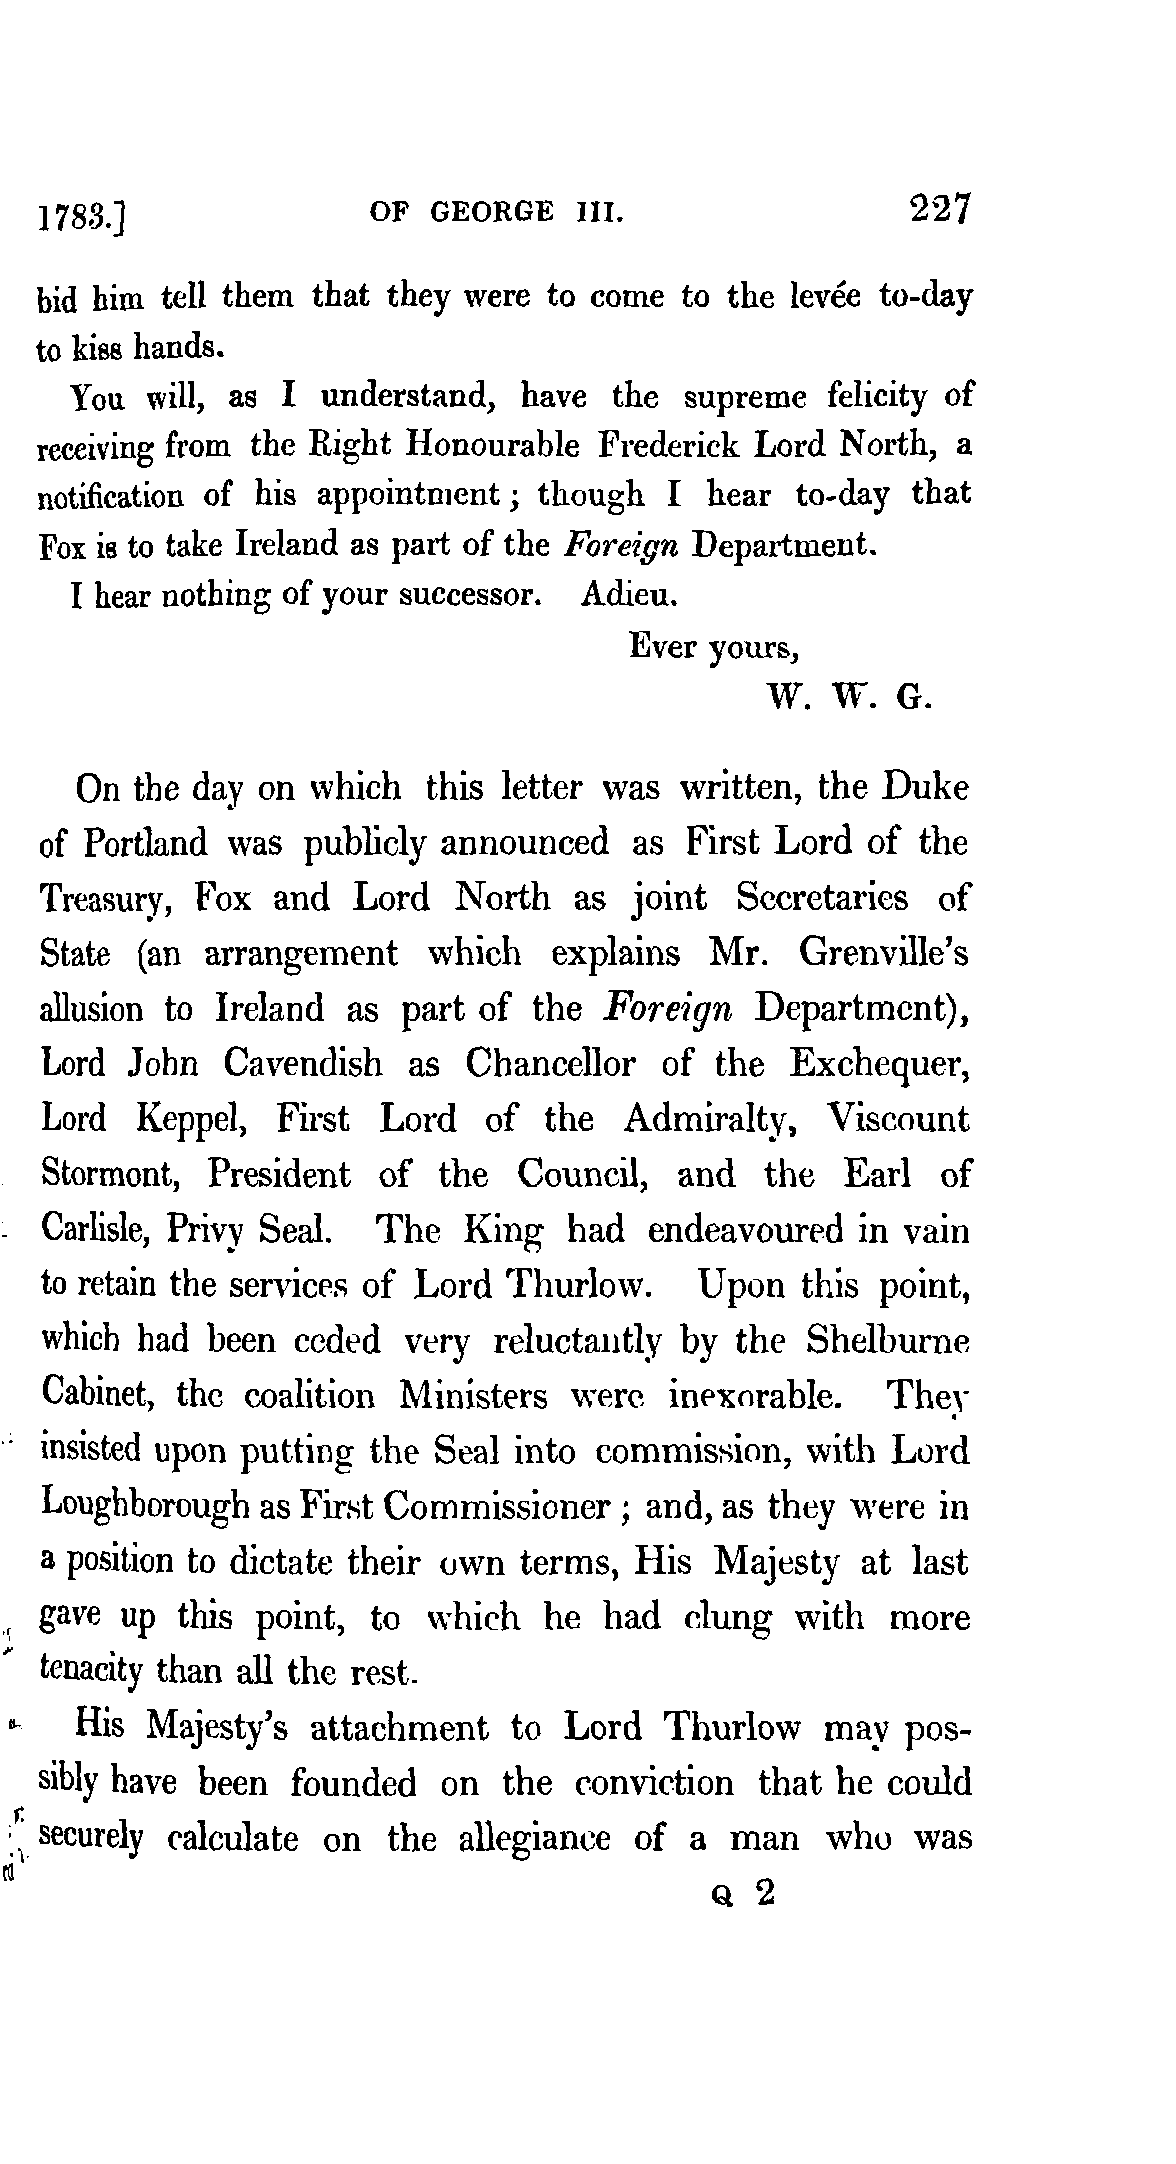 1783.] OF GEORGE III. 227
bid him tell them that they were to come to the levée to-day
to kiss hands.
You will, as I understand, have the supreme felicity of
receiving from the Right Honourable Frederick Lord North, a
notification of his appointment; though I hear to-day that
Fox is to take Ireland as part of the Foreign Department.
I hear nothing of your successor. Adieu.
Ever yours,
W. W. G.
On the day on which this letter was written, the Duke
of Portland was publicly announced as First Lord of the
Treasury, Fox and Lord North as joint Secretaries of
State (an arrangement which explains Mr. Grenville's
allusion to Ireland as part of the Foreign Department),
Lord John Cavendish as Chancellor of the Exchequer,
Lord Keppel, First Lord of the Admiralty, Viscount
Stormont, President of the Council, and the Earl of
Carlisle, Privy Seal. The King had endeavoured in vain
to retain the services of Lord Thurlow. Upon this point,
which had been ceded very reluctantly by the Shelburne
Cabinet, the coalition Ministers were inexorable. They
insisted upon putting the Seal into commission, with Lord
Loughborough as First Commissioner; and, as they were in
a position to dictate their own terms, His Majesty at last
gave up this point, to which he had clung with more
tenacity than all the rest.
His Majesty's attachment to Lord Thurlow may pos-
sibly have been founded on the conviction that he could
securely calculate on the allegiance of a man who was
Q 2